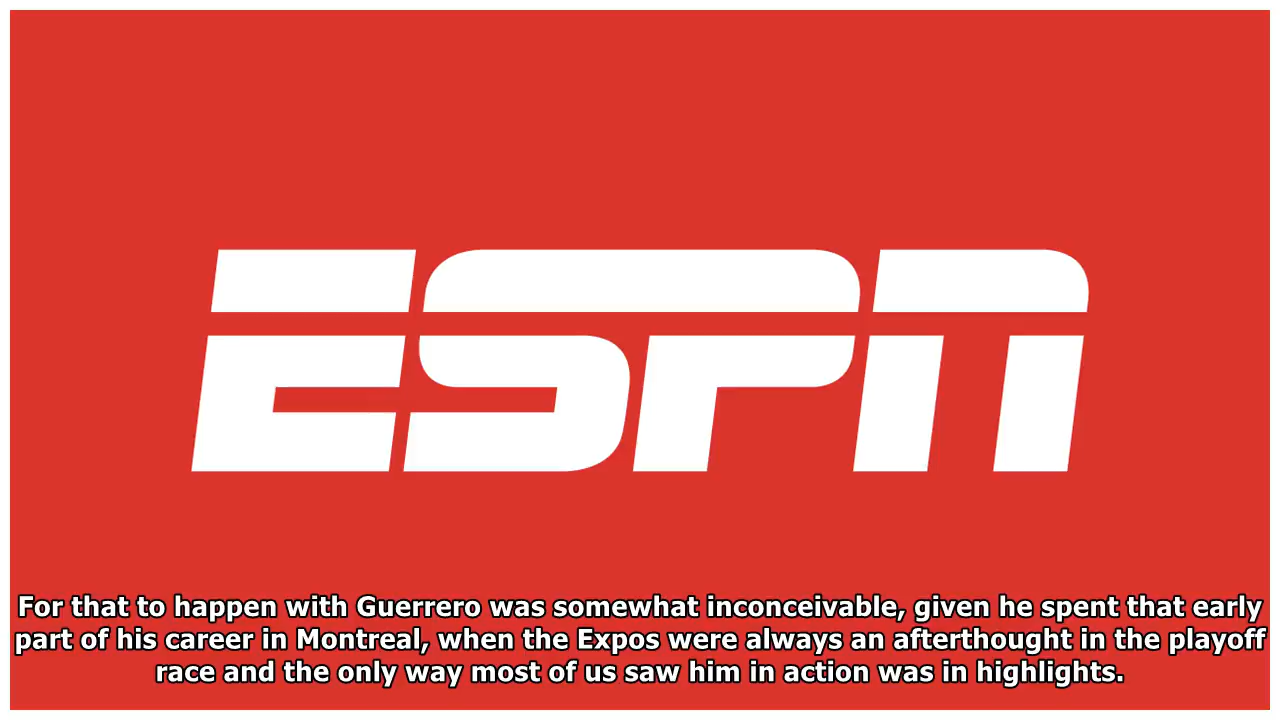 ESPN
For that to happen with Guerrero was somewhat inconceivable, given he spent that early
part of his career in Montreal, when the Expos were always an afterthought in the playoff
race and the only way most of us saw him in action was in highlights.